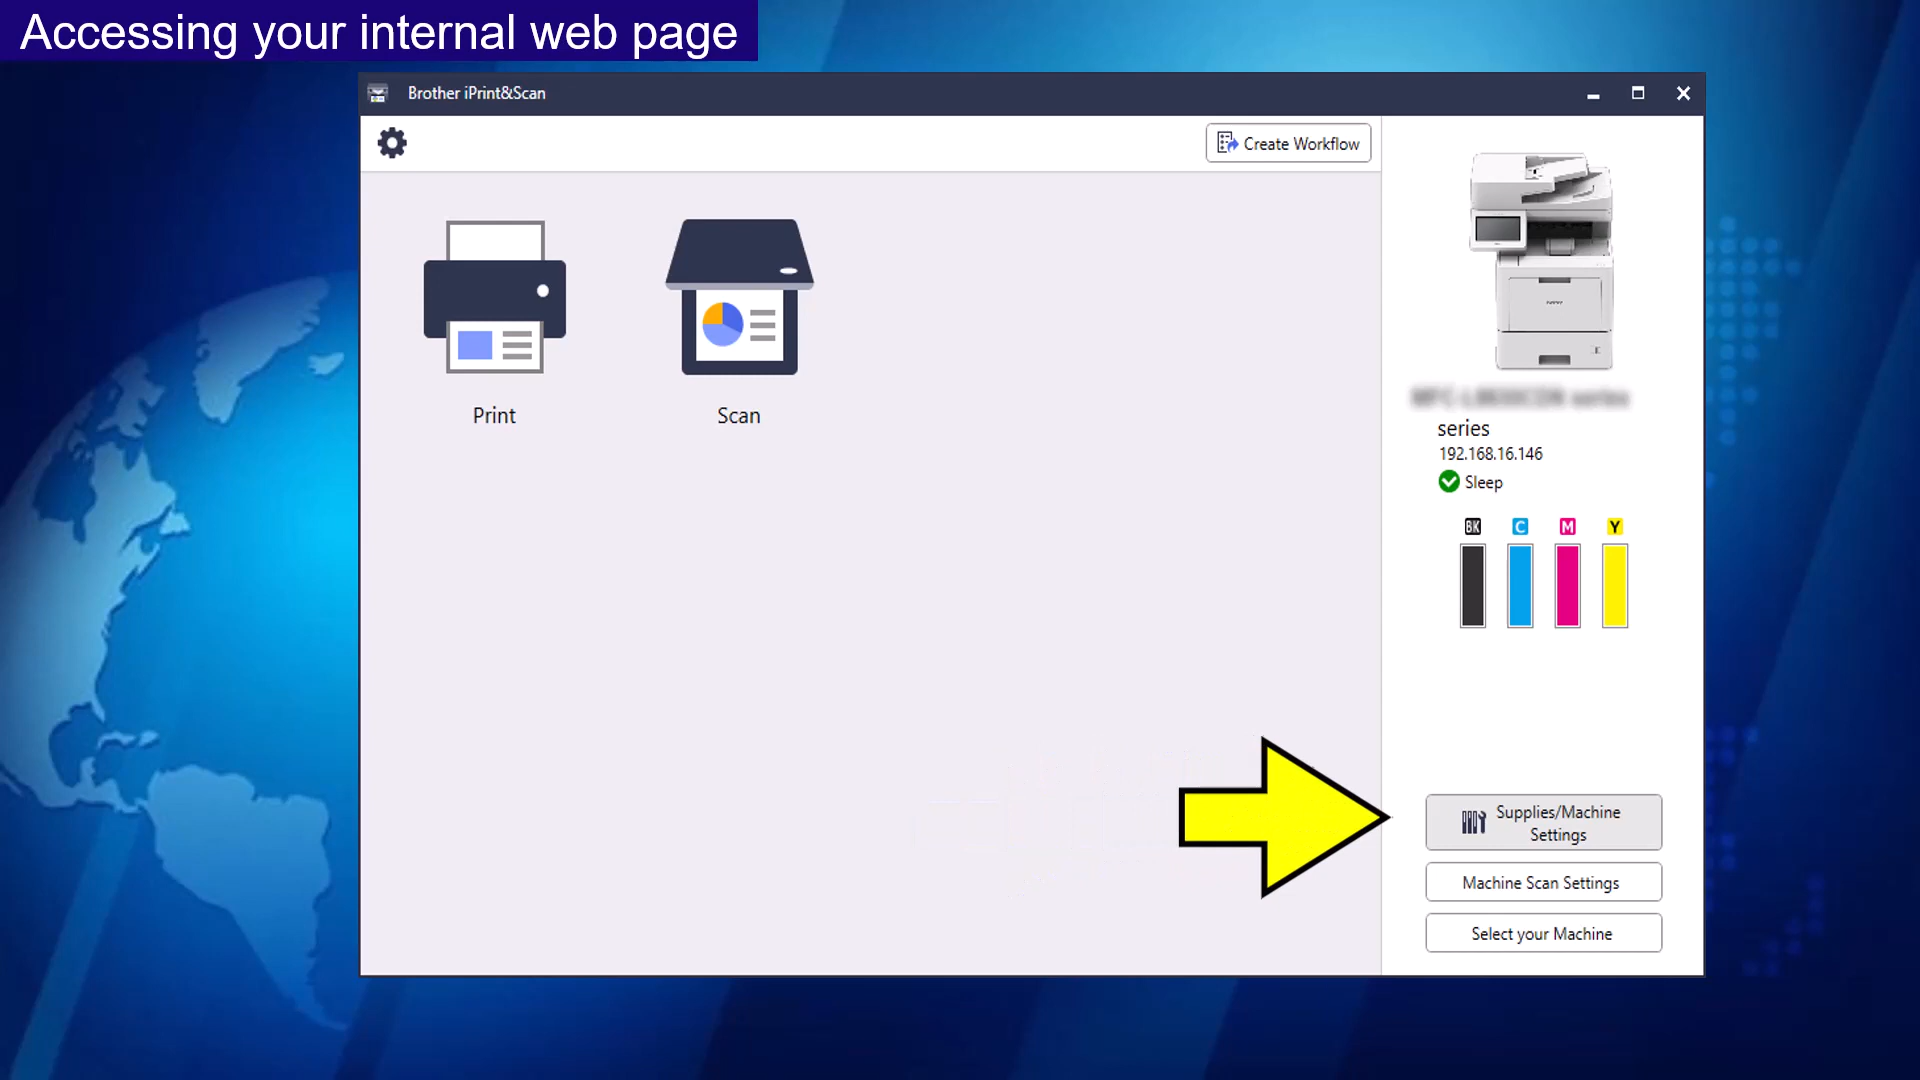 Accessing your internal web page
Brother iPrint&Scan
Create Workflow
Print
Scan
series
192.168.16.146
Sleep
BK C M Y
Supplies/Machine
Settings
Machine Scan Settings
Select your Machine